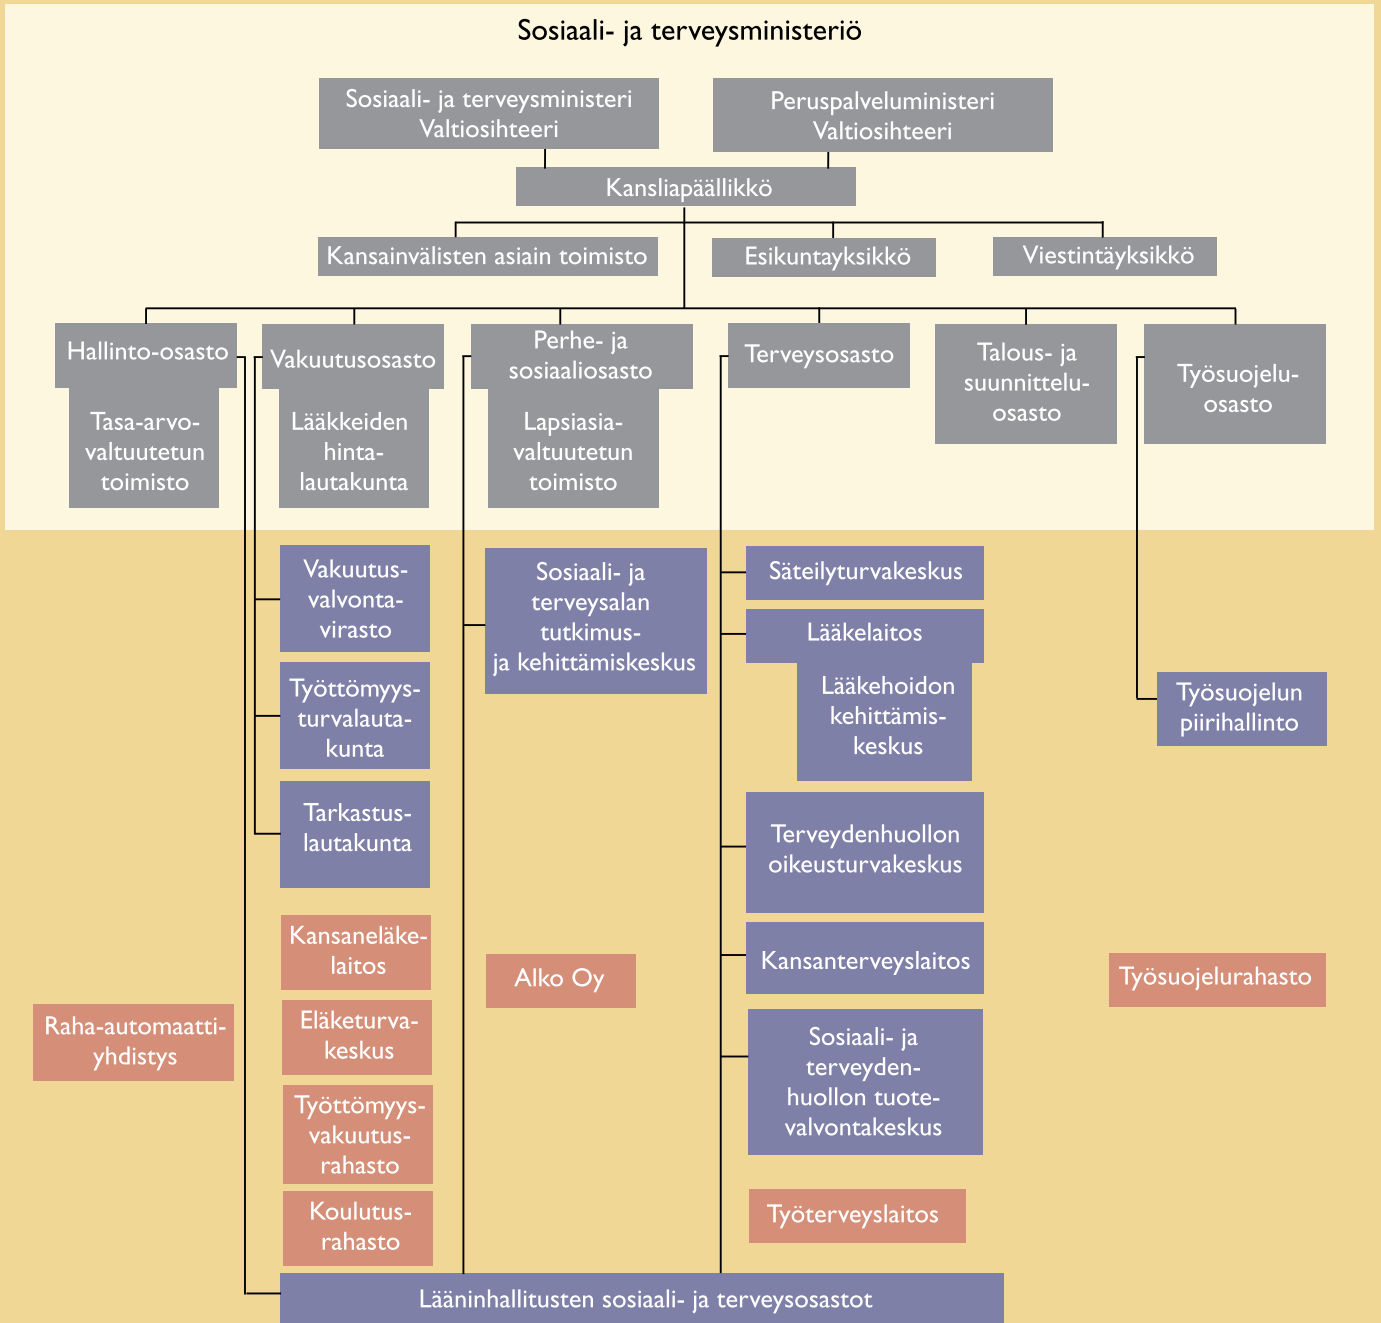 Sosiaali- ja terveysministeriö
Sosiaali- ja terveysministeri
Valtiosihteeri
Peruspalveluministeri
Valtiosihteeri
Kansliapäällikkö
Kansainvälisten asiain toimisto
Esikuntayksikkö
Viestintäyksikkö
Hallinto-osasto
Tasa-arvo-
valtuutetun
toimisto
Vakuutusosasto
Lääkkeiden
hinta-
lautakunta
Perhe- ja
sosiaaliosasto
Lapsiasia-
valtuutetun
toimisto
Terveysosasto
Talous- ja
suunnittelu-
osasto
Työsuojelu-
osasto
Vakuutus-
valvonta-
virasto
Työttömyys-
turvalauta-
kunta
Tarkastus-
lautakunta
Sosiaali- ja
terveysalan
tutkimus-
ja kehittämiskeskus
Säteilyturvakeskus
Lääkelaitos
Lääkehoidon
kehittämis-
keskus
Terveydenhuollon
oikeusturvakeskus
Kansanterveyslaitos
Sosiaali- ja
terveyden-
huollon tuote-
valvontakeskus
Työsuojelun
piirihallinto
Raha-automaatti-
yhdistys
Kansaneläke-
laitos
Eläketurva-
keskus
Työttömyys-
vakuutus-
rahasto
Koulutus-
rahasto
Alko Oy
Työterveyslaitos
Työsuojelurahasto
Lääninhallitusten sosiaali- ja terveysosastot